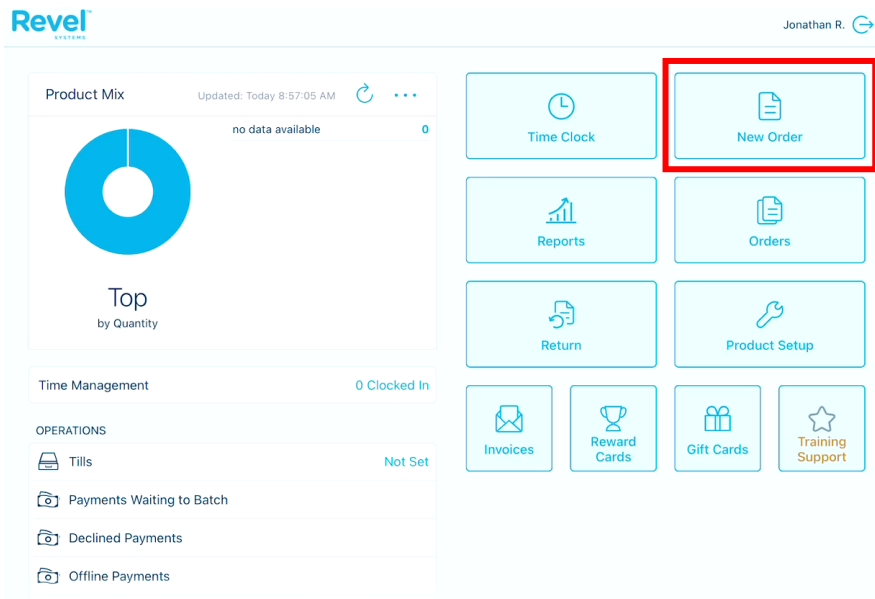 Revel™
SYSTEMS
Jonathan R.
Product Mix
Updated: Today 8:57:05 AM
no data available
0
Top
by Quantity
Time Management
0 Clocked In
OPERATIONS
Tills
Not Set
Payments Waiting to Batch
Declined Payments
Offline Payments
Time Clock
New Order
Reports
Orders
Return
Product Setup
Invoices
Reward
Cards
Gift Cards
Training
Support